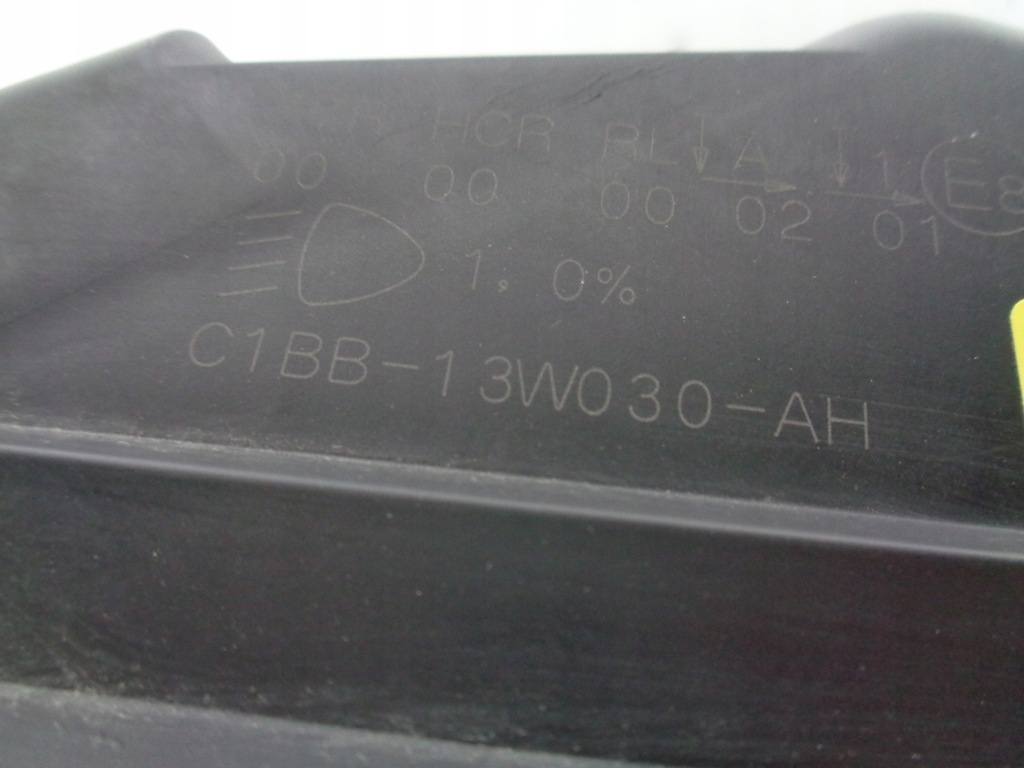 HCR RL A 1 E8
00 00 00 02 01
1, 0%
C1BB-13W030-AH